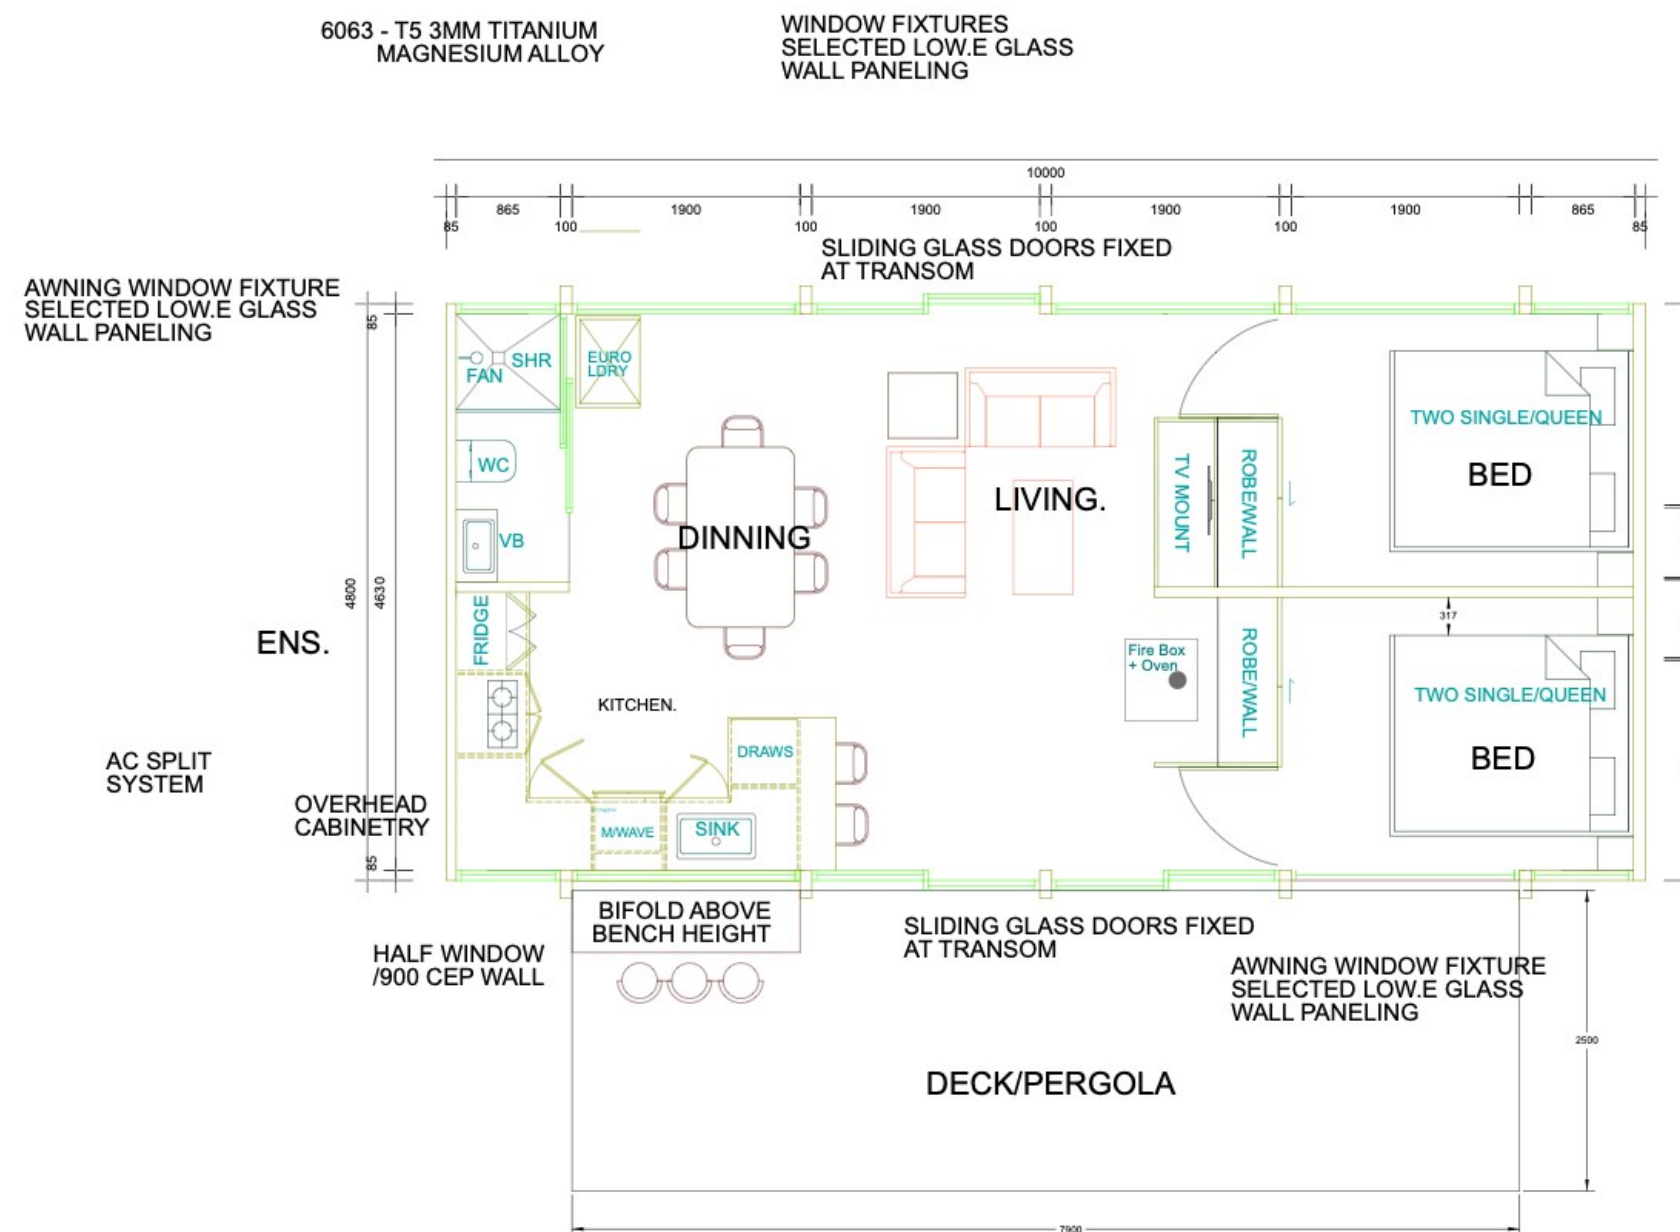 6063 - T5 3MM TITANIUM
MAGNESIUM ALLOY
WINDOW FIXTURES
SELECTED LOW.E GLASS
WALL PANELING
10000
865
1900
1900
1900
1900
865
85
100
100
100
100
85
SLIDING GLASS DOORS FIXED
AT TRANSOM
AWNING WINDOW FIXTURE
SELECTED LOW.E GLASS
WALL PANELING
85
4800
4630
85
SHR
FAN
EURO
LDRY
WC
VB
DINNING
LIVING.
TV MOUNT
ROBE/WALL
TWO SINGLE/QUEEN
BED
ENS.
FRIDGE
KITCHEN.
Fire Box
+ Oven
ROBE/WALL
317
TWO SINGLE/QUEEN
BED
DRAWS
AC SPLIT
SYSTEM
OVERHEAD
CABINETRY
M/WAVE
SINK
BIFOLD ABOVE
BENCH HEIGHT
HALF WINDOW
/900 CEP WALL
SLIDING GLASS DOORS FIXED
AT TRANSOM
AWNING WINDOW FIXTURE
SELECTED LOW.E GLASS
WALL PANELING
2500
DECK/PERGOLA
7900